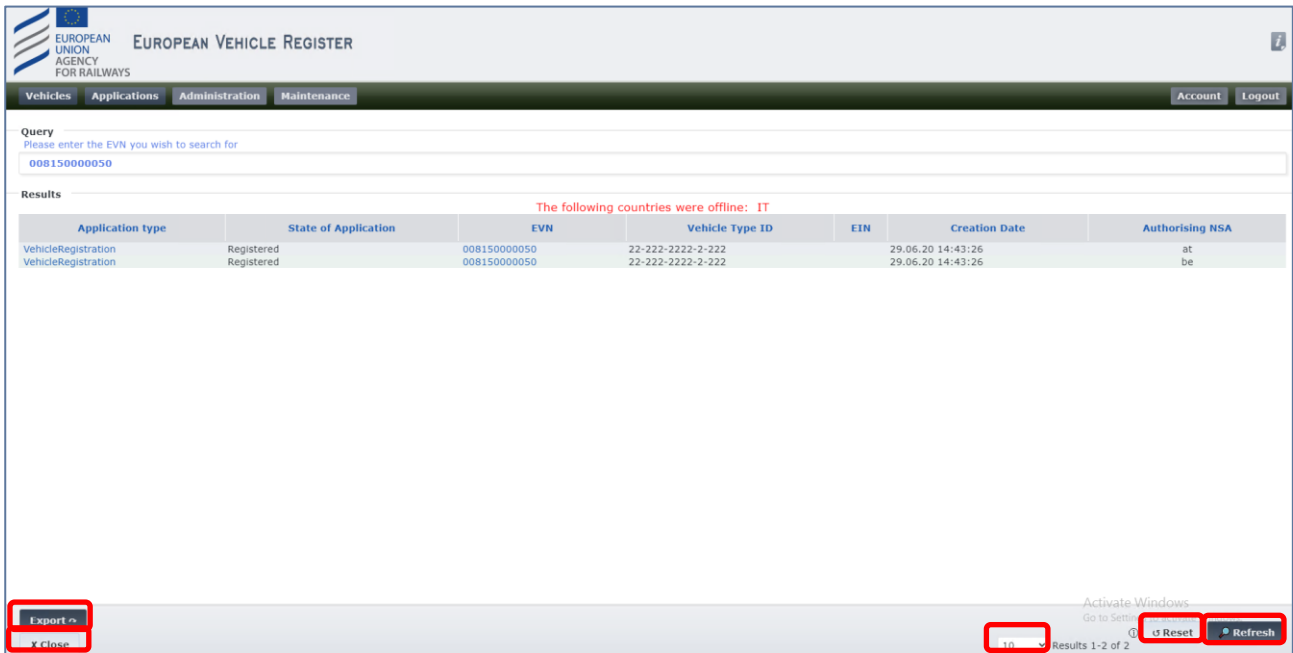 EUROPEAN
UNION
AGENCY
FOR RAILWAYS
EUROPEAN VEHICLE REGISTER
i
Vehicles Applications Administration Maintenance Account Logout
Query
Please enter the EVN you wish to search for
008150000050
Results
The following countries were offline: IT
Application type State of Application EVN Vehicle Type ID EIN Creation Date Authorising NSA
VehicleRegistration Registered 008150000050 22-222-2222-2-222 29.06.20 14:43:26 at
VehicleRegistration Registered 008150000050 22-222-2222-2-222 29.06.20 14:43:26 be
Activate Windows
Export
Go to Settin
Reset Refresh
X Close 10 Results 1-2 of 2